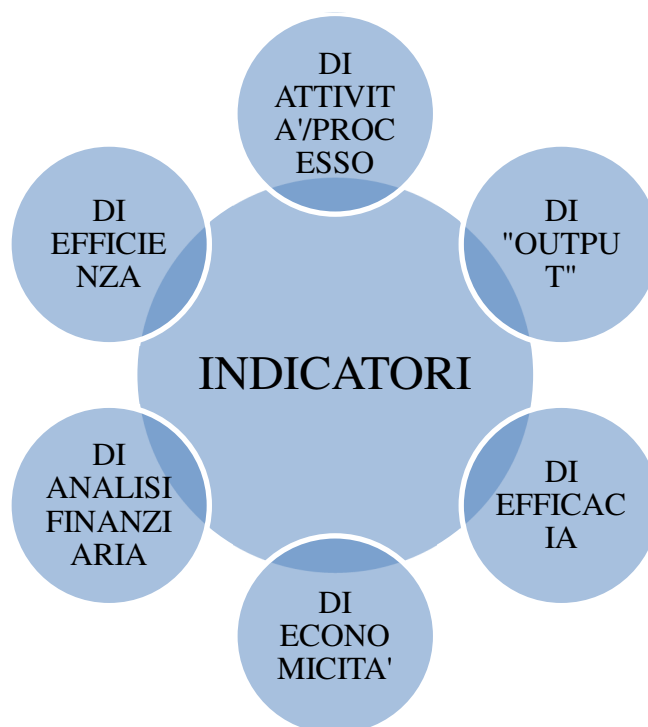 DI
ATTIVIT
A'/PROC
ESSO
DI
"OUTPU
T"
DI
EFFICAC
IA
DI
ECONO
MICITA'
DI
ANALISI
FINANZI
ARIA
DI
EFFICIE
NZA
INDICATORI